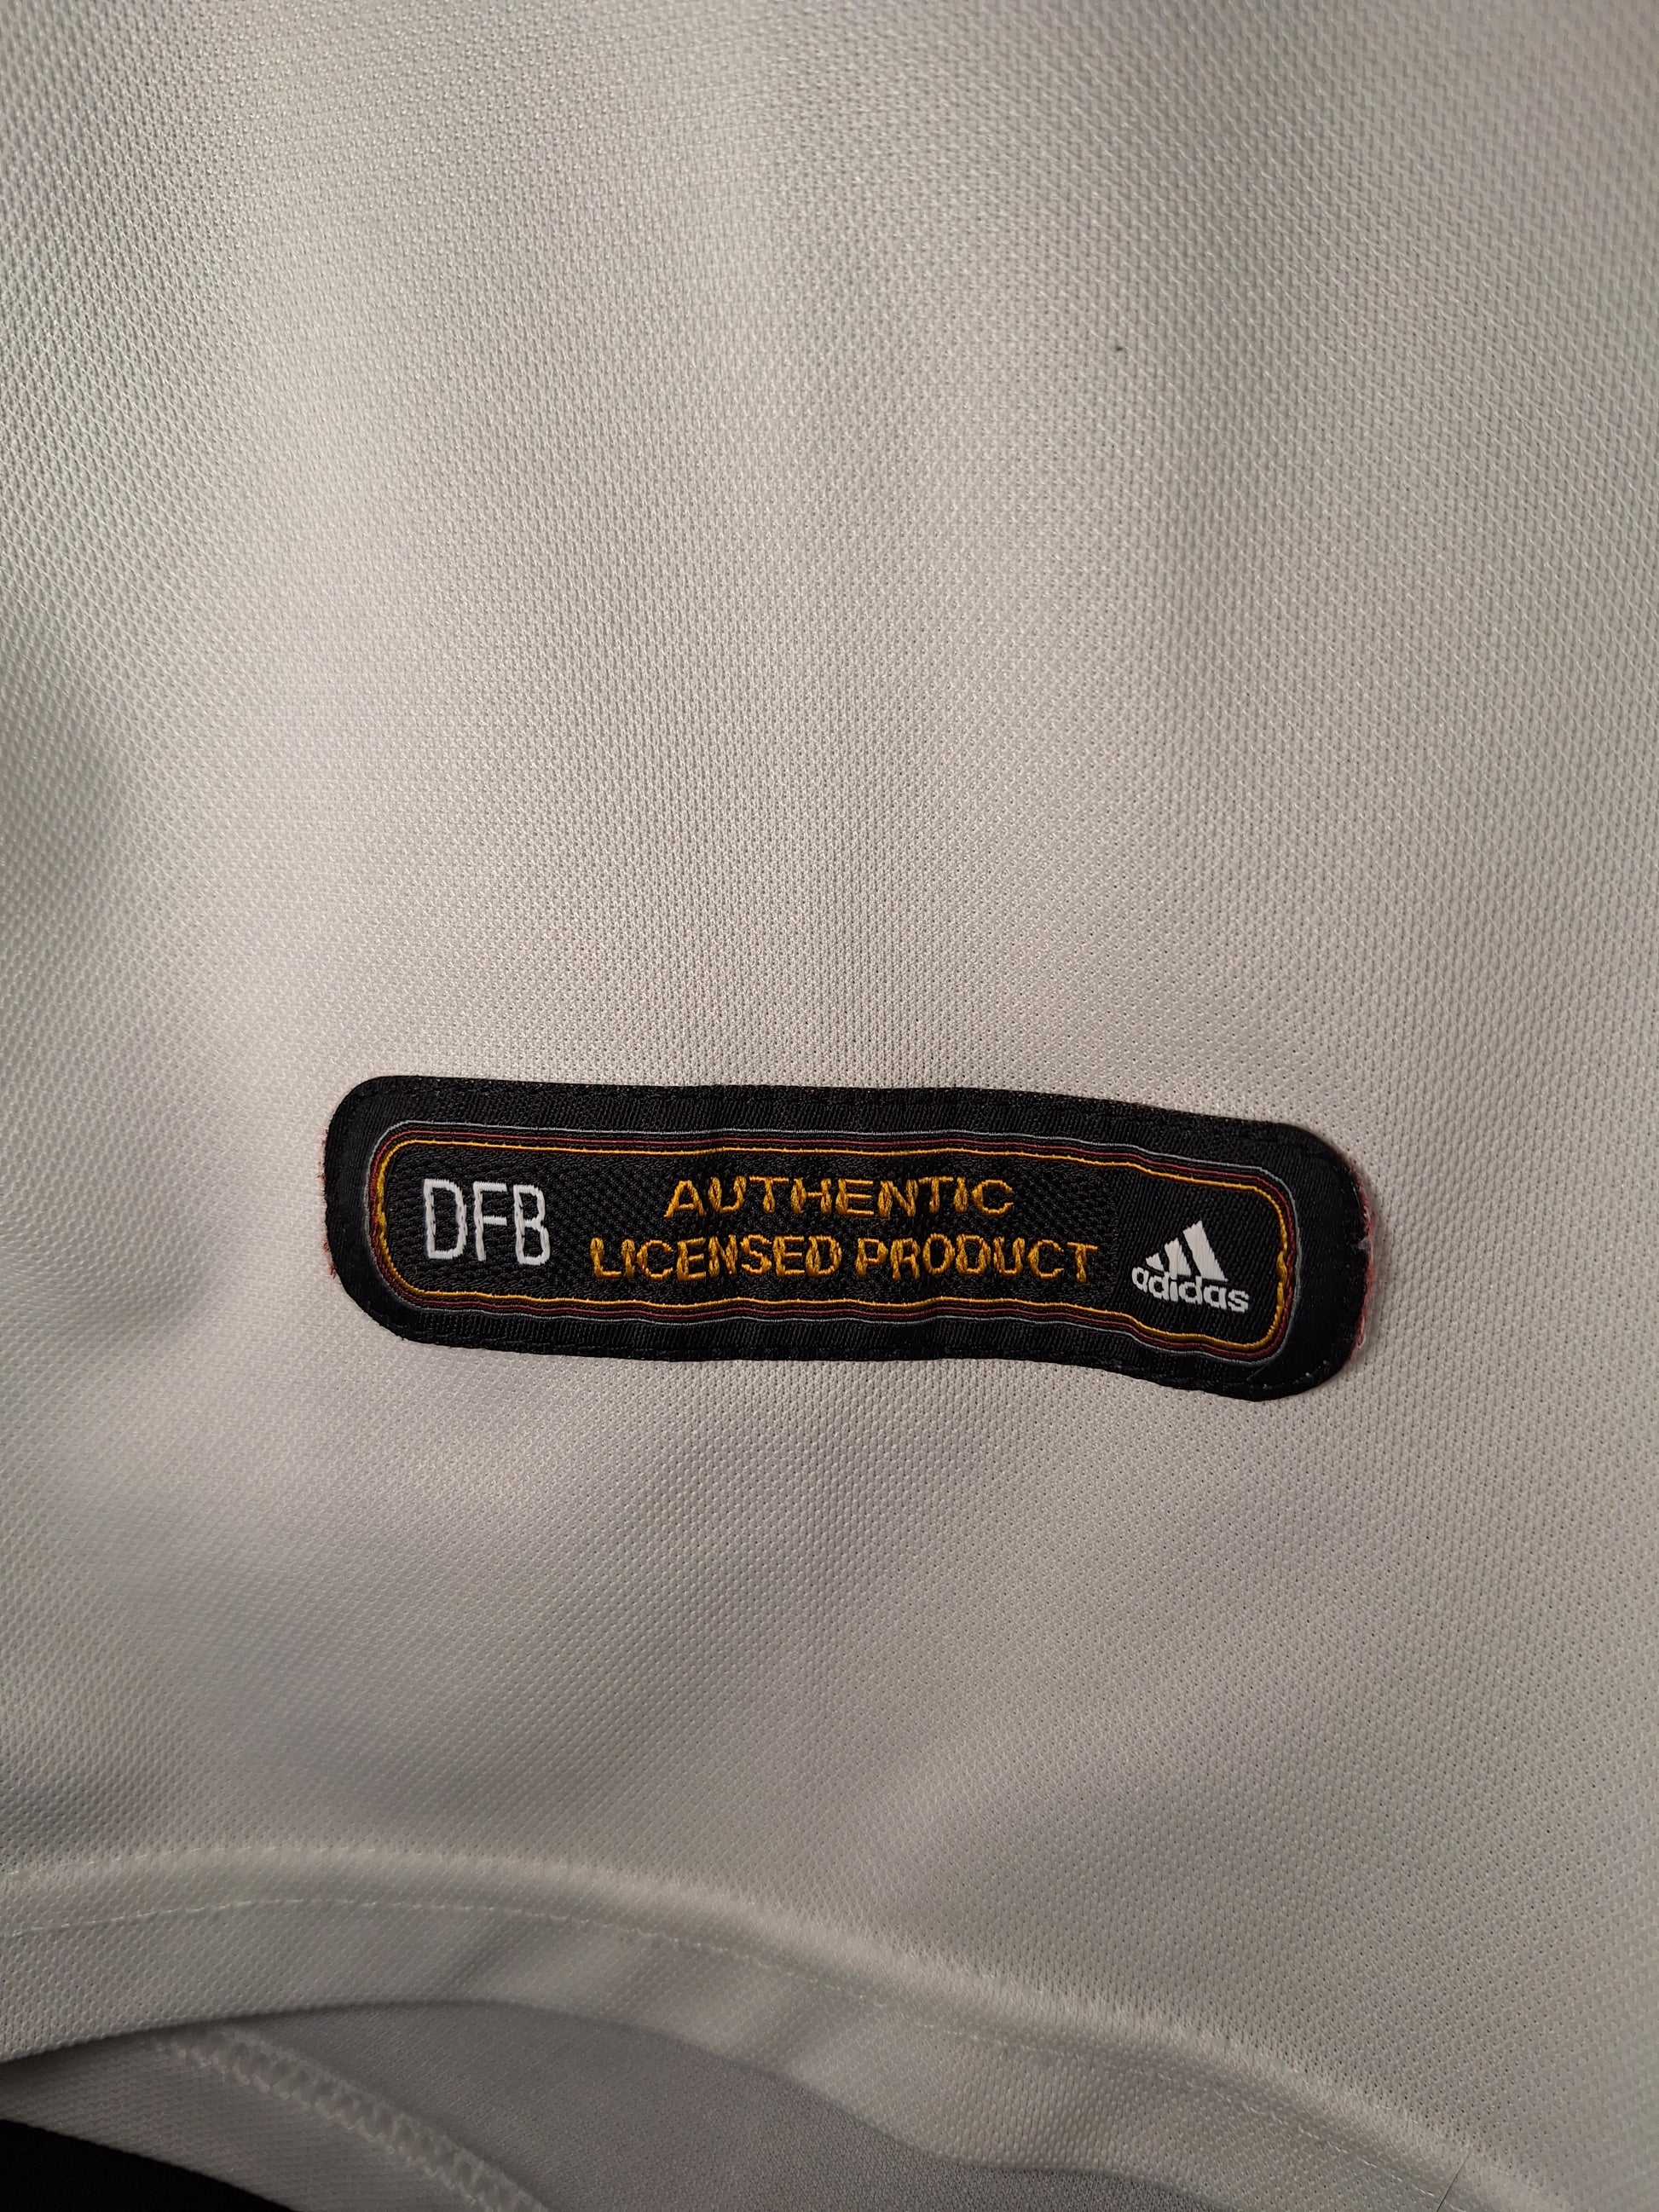 DFB
AUTHENTIC
LICENSED PRODUCT
adidas